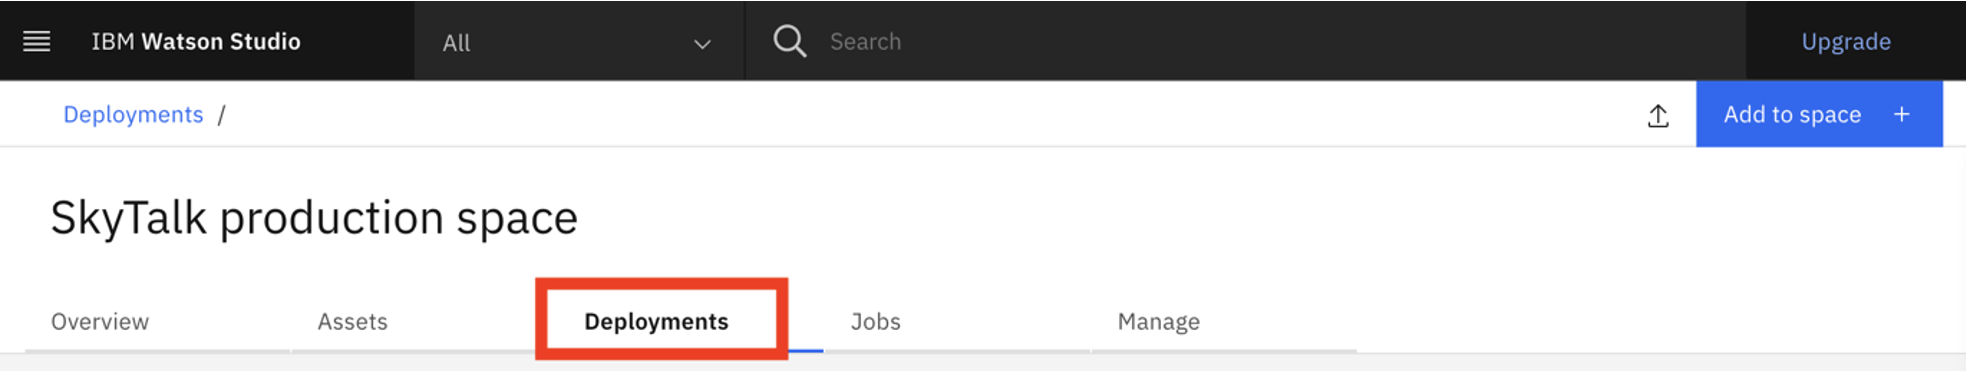 IBM Watson Studio All Search Upgrade
Deployments / Add to space +
SkyTalk production space
Overview Assets Deployments Jobs Manage